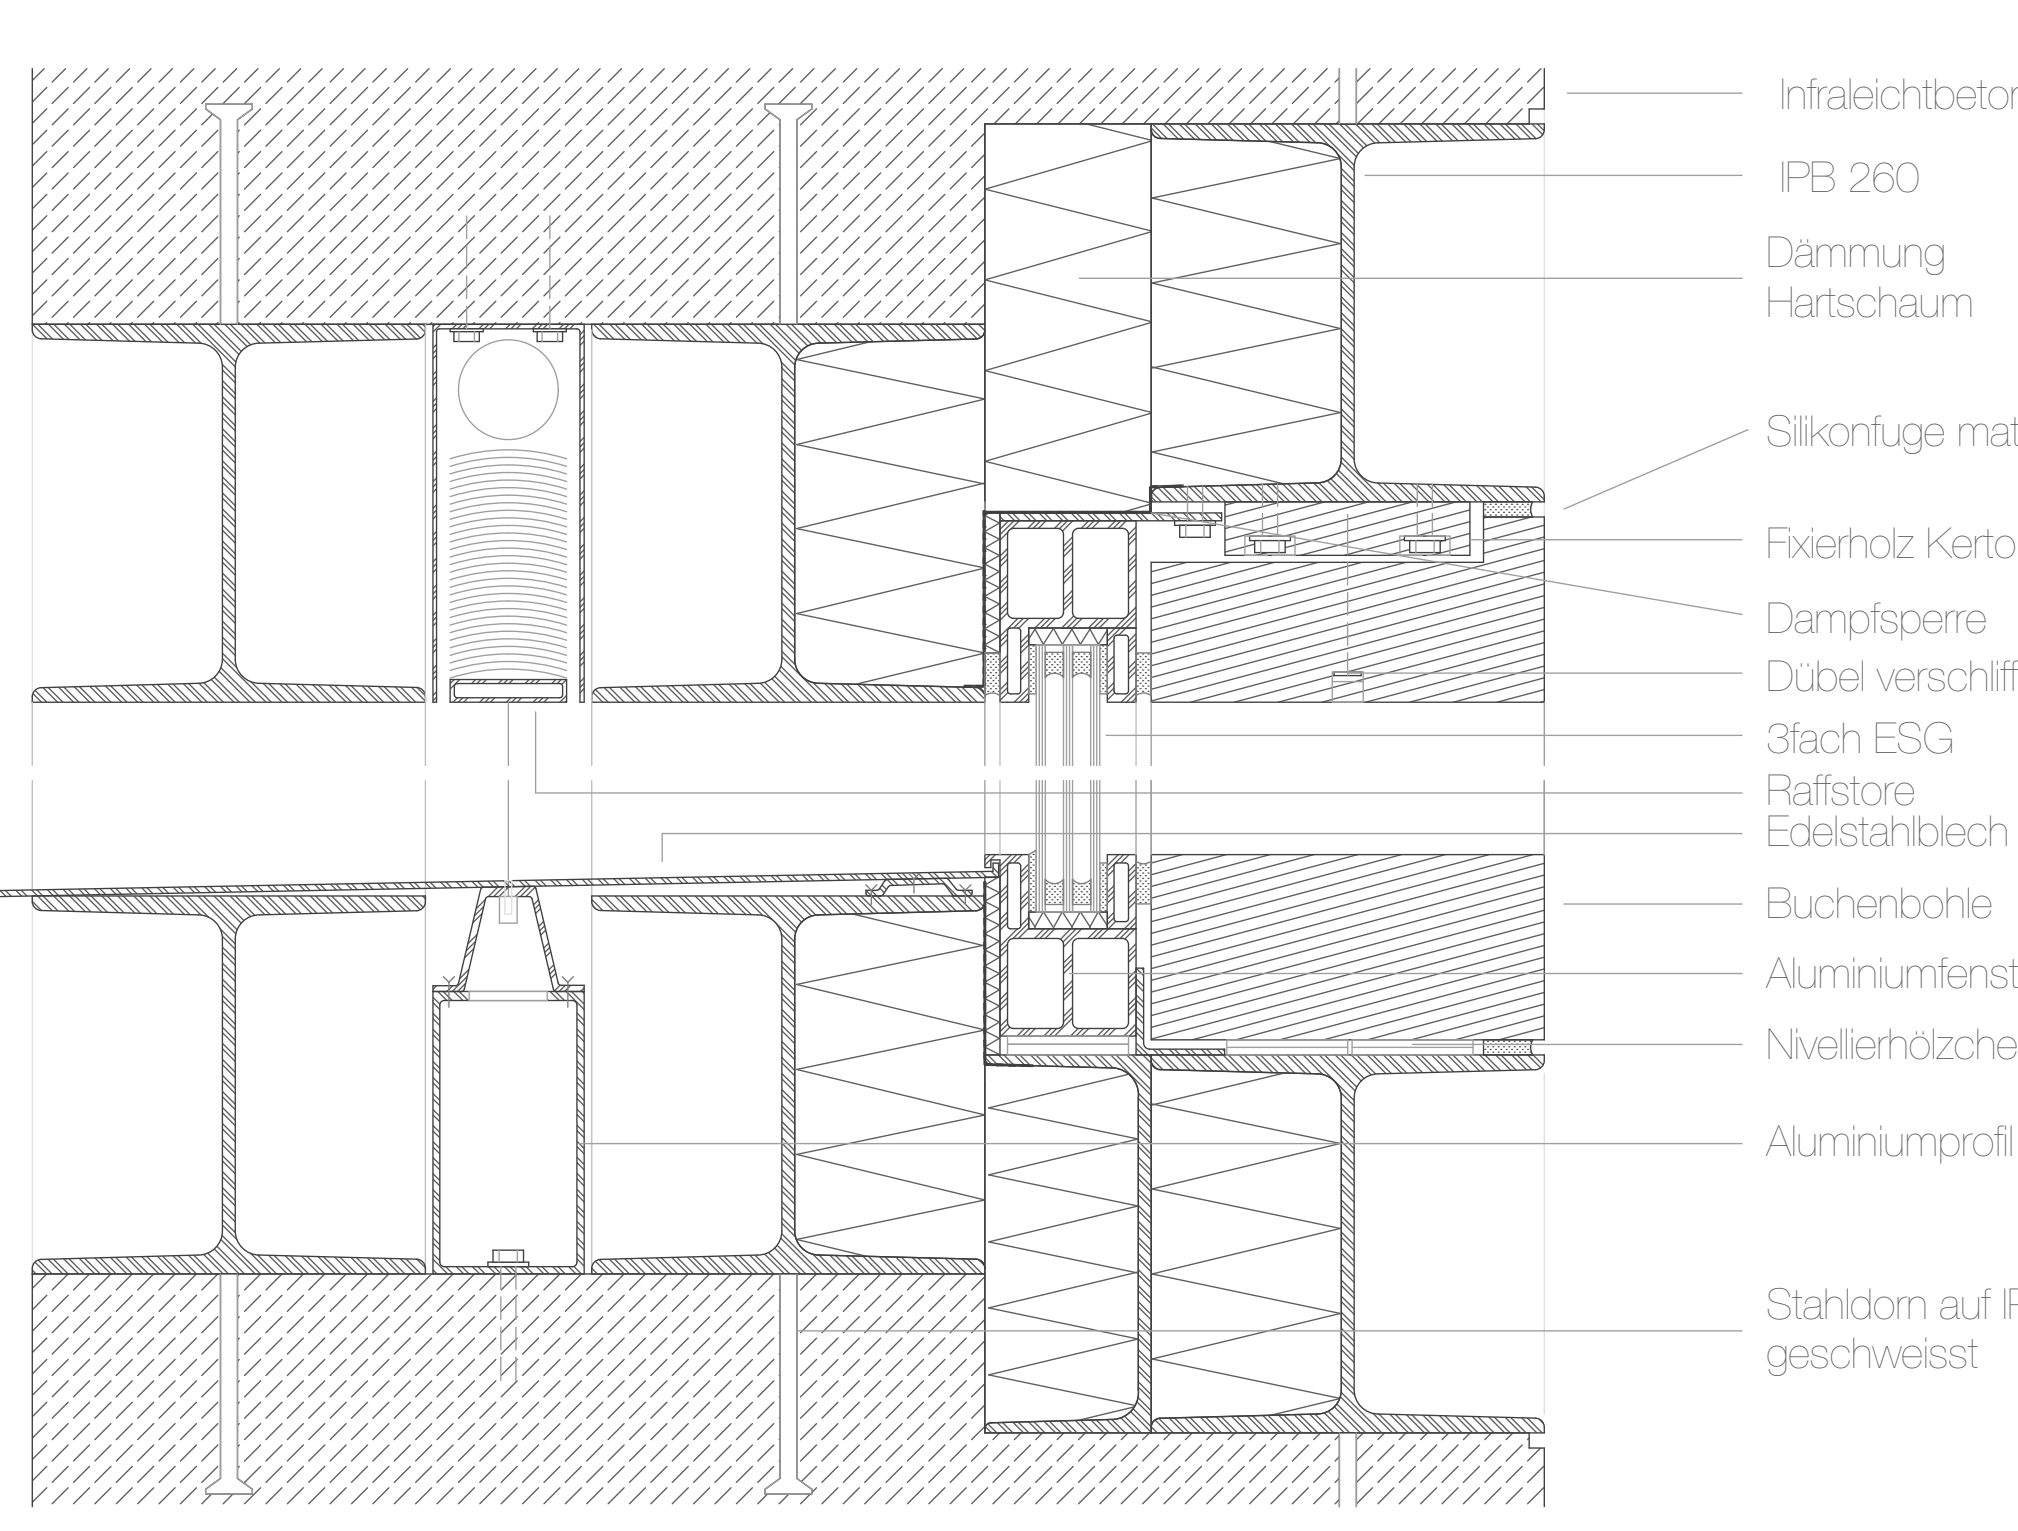 Infraleichtbeton
IPB 260
Dämmung
Hartschaum
Silikonfuge mat
Fixierholz Kerto
Dampfsperre
Dübel verschliff
3fach ESG
Raffstore
Edelstahlblech
Buchenbohle
Aluminiumfenst
Nivellierhölzche
Aluminiumprofil
Stahldorn auf IP
geschweisst